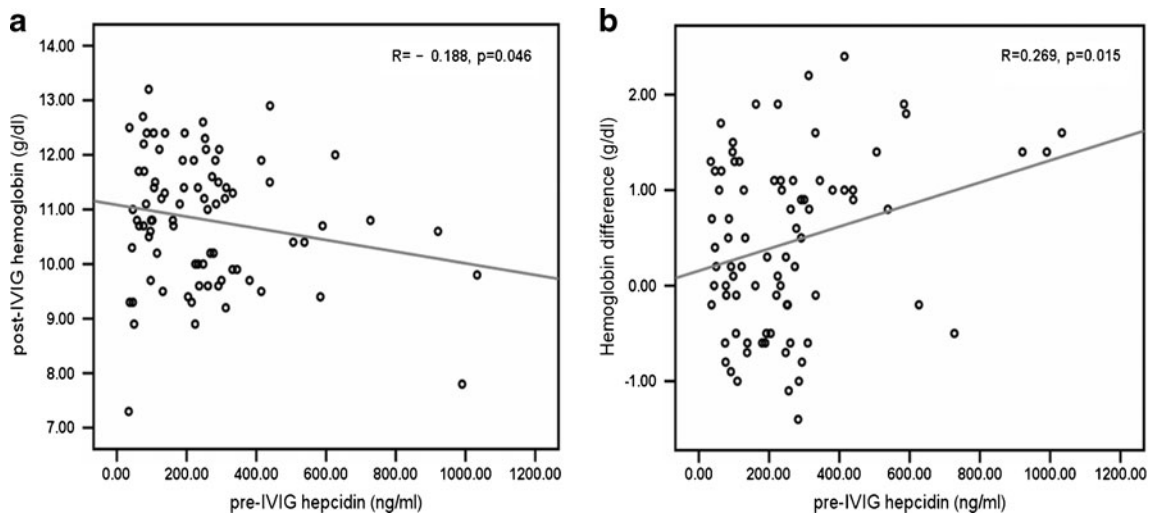 a
R= - 0.188, p=0.046
14.00
13.00
12.00
11.00
10.00
9.00
8.00
7.00
post-IVIG hemoglobin (g/dl)
0.00 200.00 400.00 600.00 800.00 1000.00 1200.00
pre-IVIG hepcidin (ng/ml)
b
R=0.269, p=0.015
2.00
1.00
0.00
-1.00
Hemoglobin difference (g/dl)
0.00 200.00 400.00 600.00 800.00 1000.00 1200.00
pre-IVIG hepcidin (ng/ml)